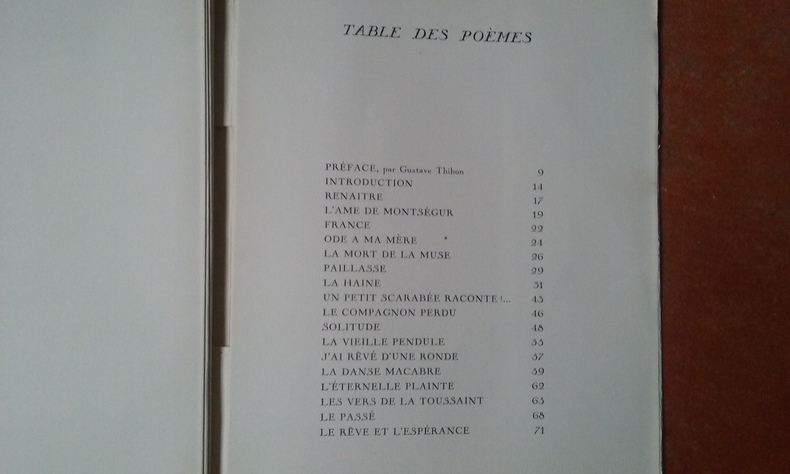 TABLE DES POÈMES
PRÉFACE, par Gustave Thibon 9
INTRODUCTION 14
RENAITRE 17
L'AME DE MONTSÉGUR 19
FRANCE 22
ODE A MA MÈRE 24
LA MORT DE LA MUSE 26
PAILLASSE 29
LA HAINE 31
UN PETIT SCARABÉE RACONTE !... 43
LE COMPAGNON PERDU 46
SOLITUDE 48
LA VIEILLE PENDULE 55
J'AI RÊVÉ D'UNE RONDE 57
LA DANSE MACABRE 59
L'ÉTERNELLE PLAINTE 62
LES VERS DE LA TOUSSAINT 65
LE PASSÉ 68
LE RÊVE ET L'ESPÉRANCE 71